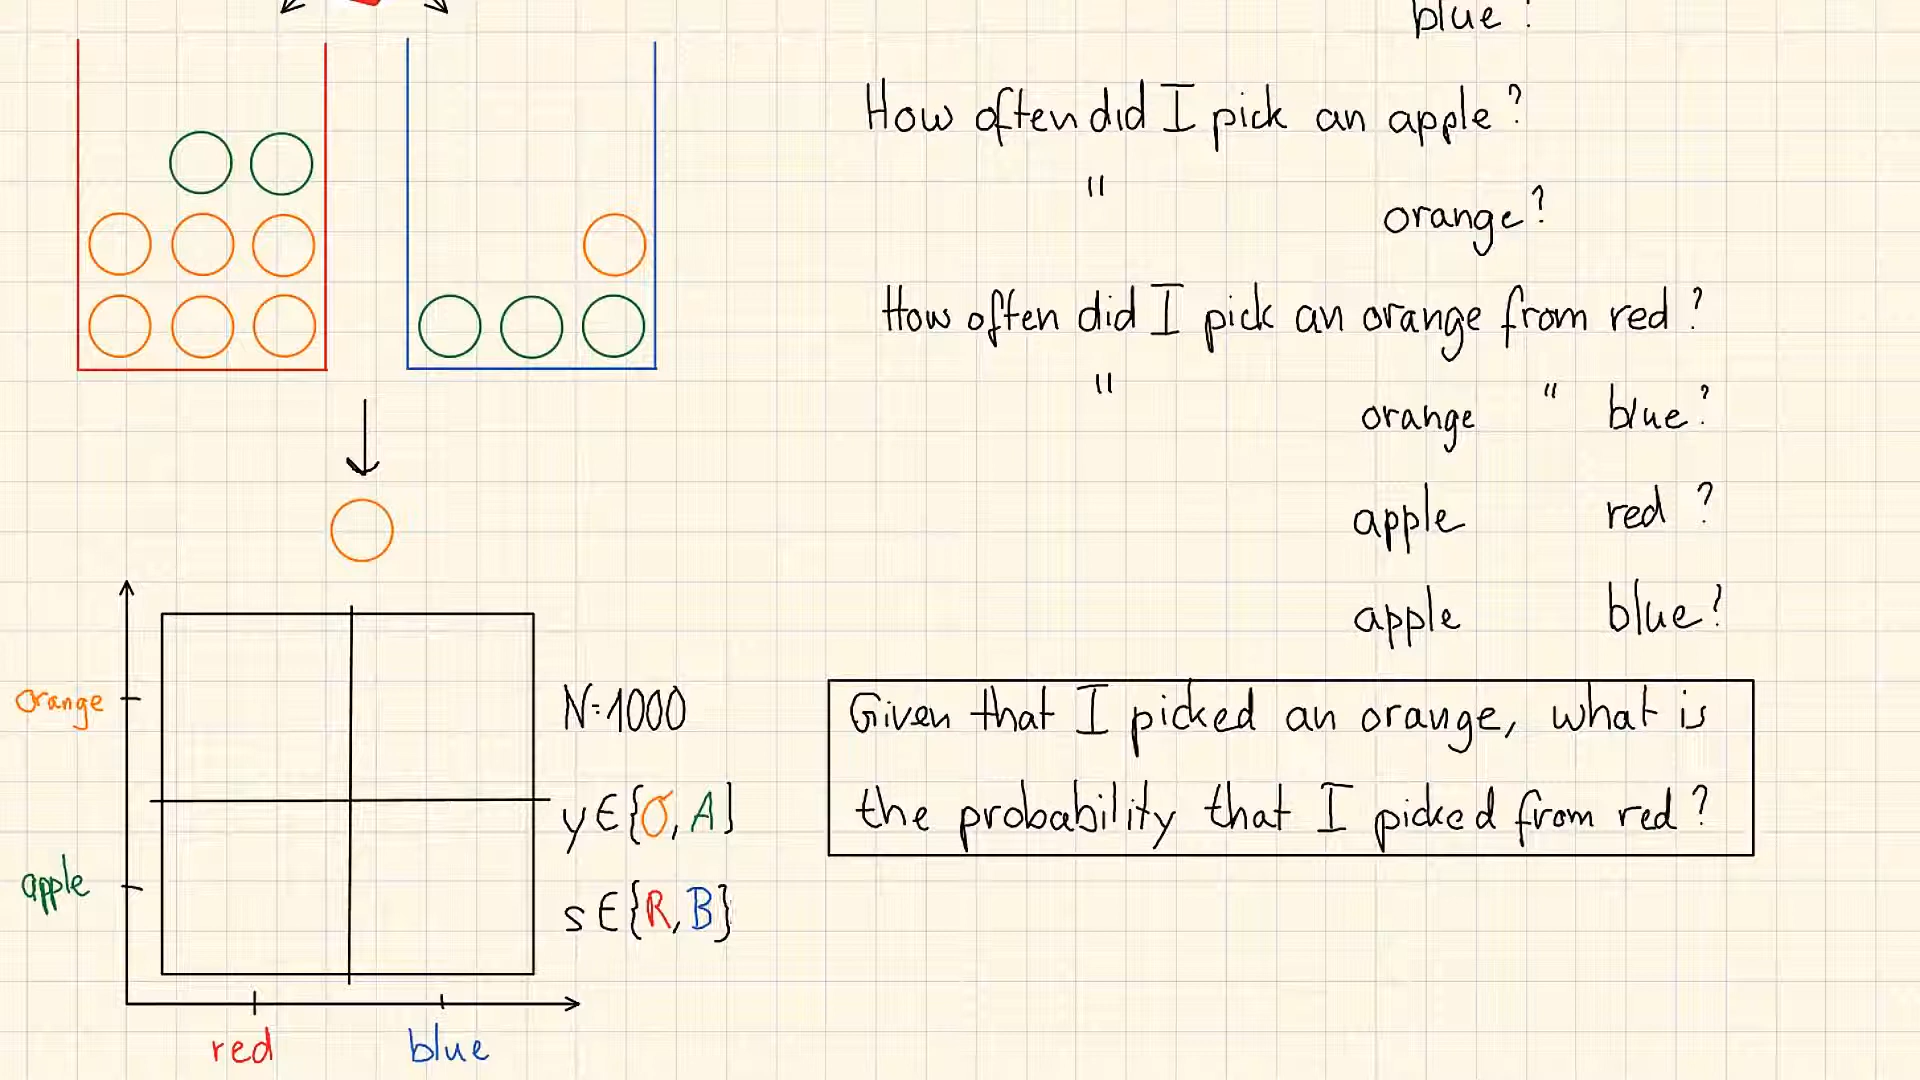 blue?
How often did I pick an apple?
" orange?
How often did I pick an orange from red?
" orange " blue?
apple red?
apple blue?
orange
N=1000
Given that I picked an orange, what is
the probability that I picked from red?
y∈{O,A}
apple
s∈{R,B}
red blue